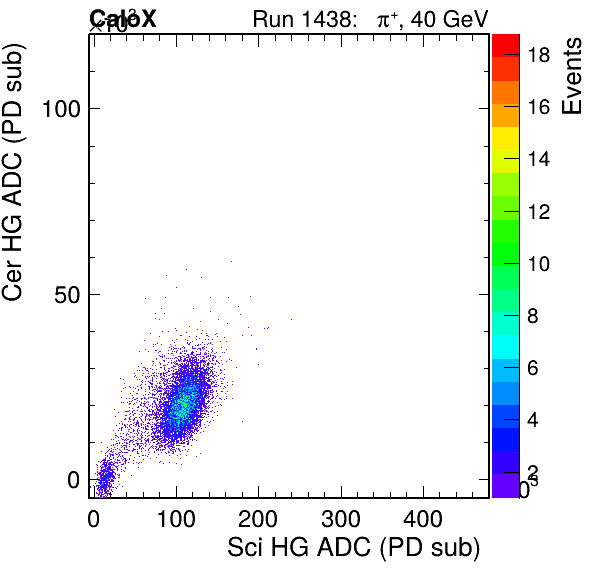 ×10³
CaloX
Run 1438: π⁺, 40 GeV
Cer HG ADC (PD sub)
100
50
0
0 100 200 300 400
Sci HG ADC (PD sub)
Events
18
16
14
12
10
8
6
4
2